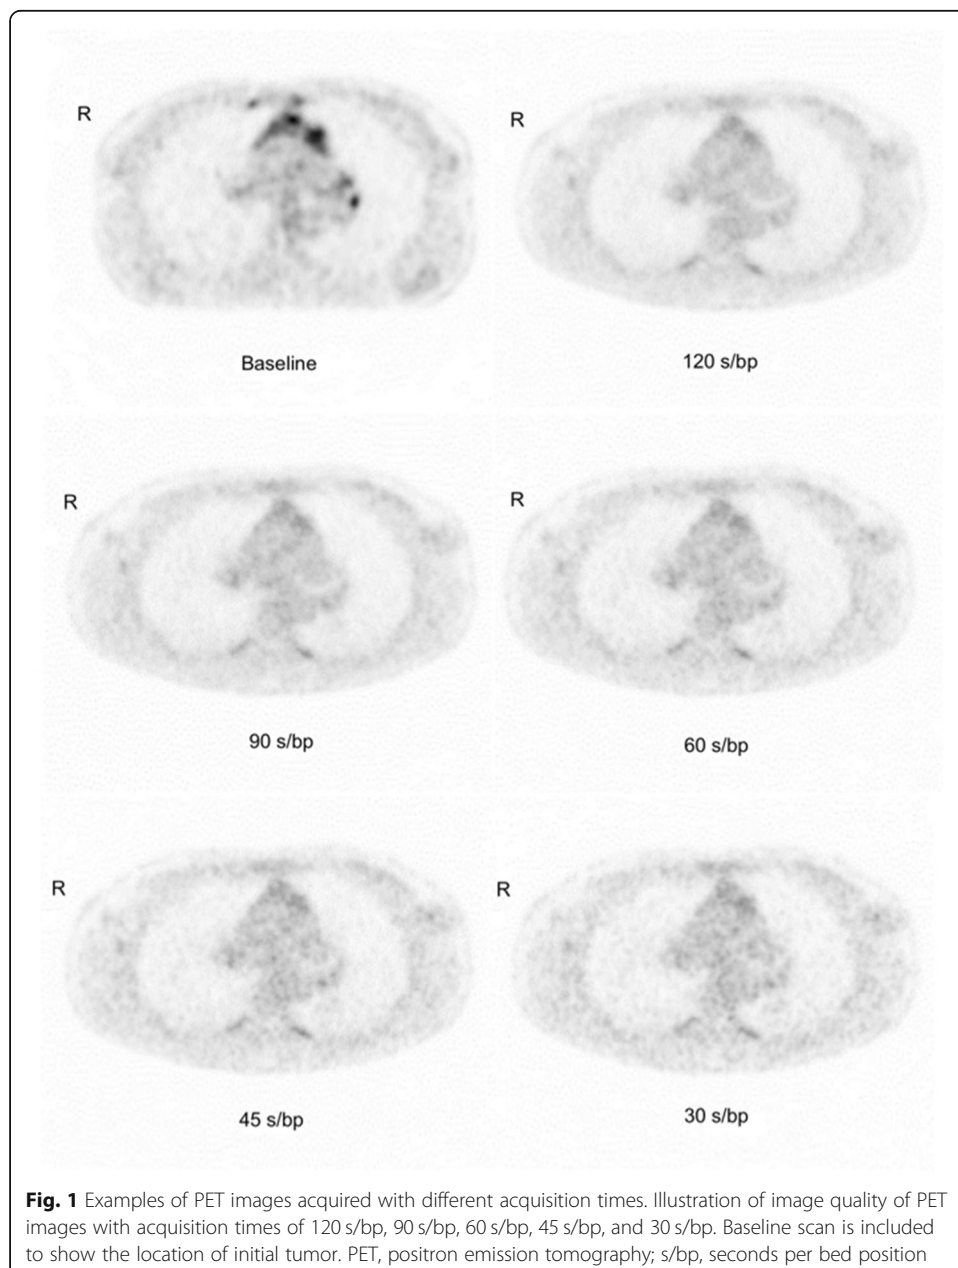 R
R
Baseline
120 s/bp
R
R
90 s/bp
60 s/bp
R
R
45 s/bp
30 s/bp
Fig. 1 Examples of PET images acquired with different acquisition times. Illustration of image quality of PET
images with acquisition times of 120 s/bp, 90 s/bp, 60 s/bp, 45 s/bp, and 30 s/bp. Baseline scan is included
to show the location of initial tumor. PET, positron emission tomography; s/bp, seconds per bed position